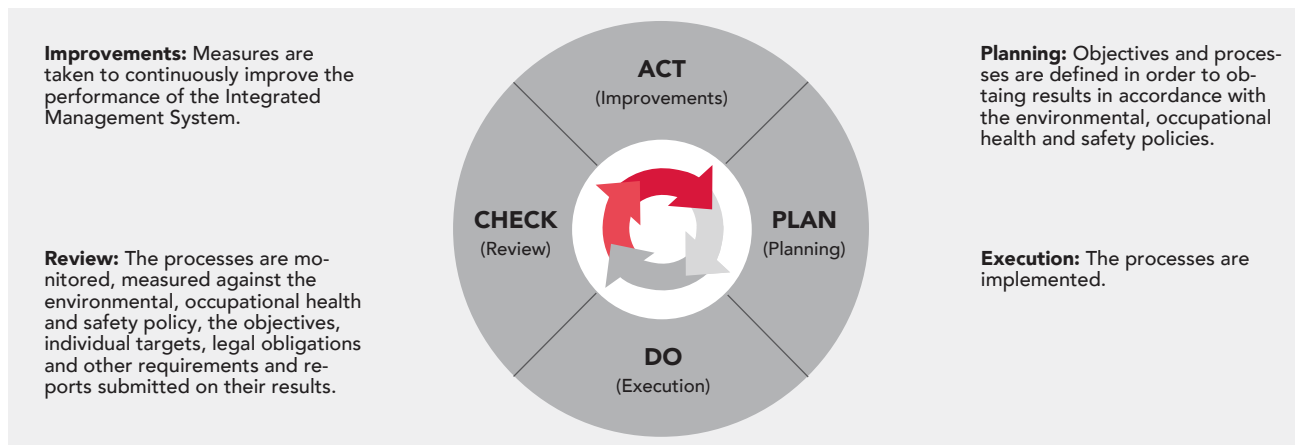 Improvements: Measures are
taken to continuously improve the
performance of the Integrated
Management System.
Review: The processes are mo-
nitored, measured against the
environmental, occupational health
and safety policy, the objectives,
individual targets, legal obligations
and other requirements and re-
ports submitted on their results.
ACT
(Improvements)
CHECK
(Review)
PLAN
(Planning)
DO
(Execution)
Planning: Objectives and proces-
ses are defined in order to ob-
taing results in accordance with
the environmental, occupational
health and safety policies.
Execution: The processes are
implemented.